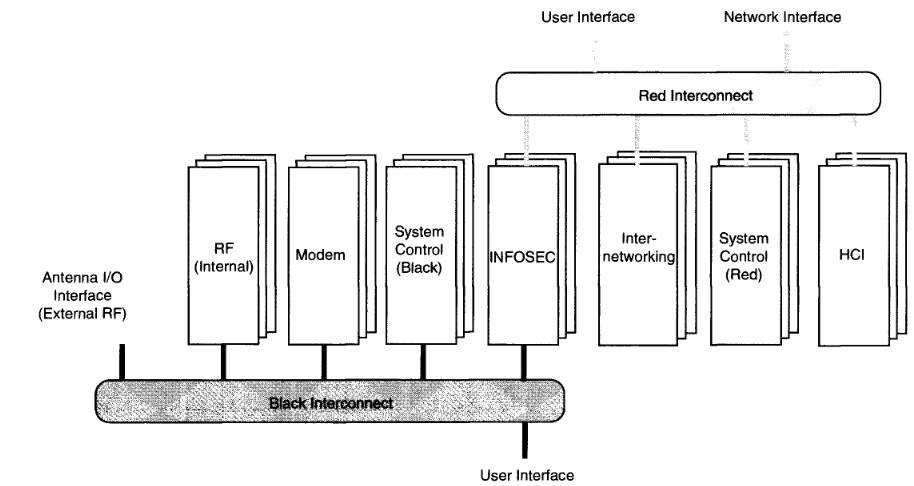 User Interface
Network Interface
Red Interconnect
RF
(Internal)
Modem
System
Control
(Black)
INFOSEC
Inter-
networking
System
Control
(Red)
HCI
Antenna I/O
Interface
(External RF)
Black Interconnect
User Interface